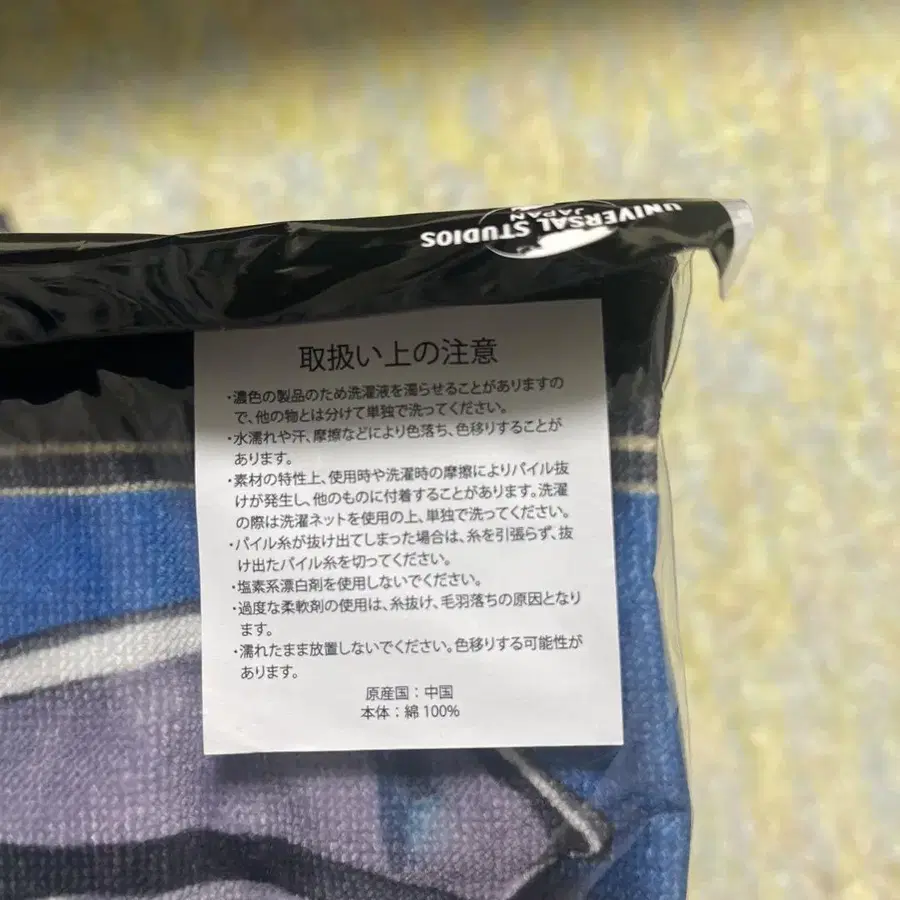 UNIVERSAL STUDIOS
JAPAN
取扱い上の注意
・濃色の製品のため洗濯液を濁らせることがありますの
で、他の物とは分けて単独で洗ってください。
・水濡れや汗、摩擦などにより色落ち、色移りすることが
あります。
・素材の特性上、使用時や洗濯時の摩擦によりパイル抜
けが発生し、他のものに付着することがあります。洗濯
の際は洗濯ネットを使用の上、単独で洗ってください。
・パイル糸が抜け出てしまった場合は、糸を引張らず、抜
け出たパイル糸を切ってください。
・塩素系漂白剤を使用しないでください。
・過度な柔軟剤の使用は、糸抜け、毛羽落ちの原因となり
ます。
・濡れたまま放置しないでください。色移りする可能性が
あります。
原産国：中国
本体：綿 100%